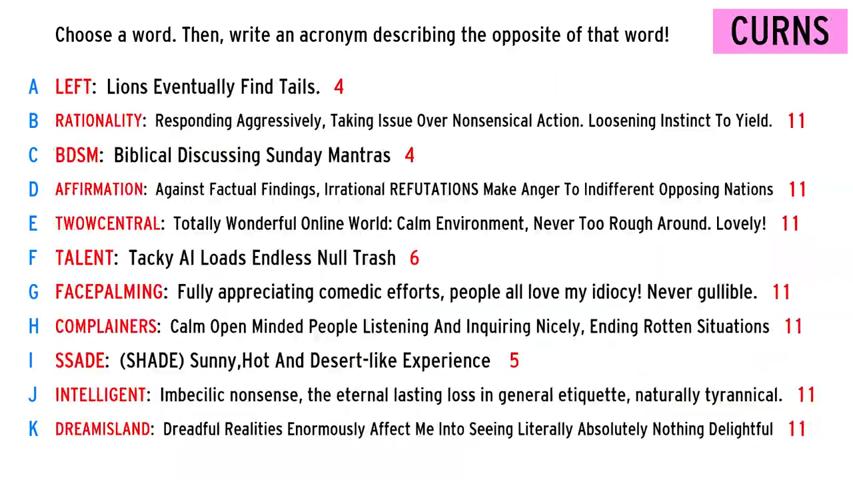 Choose a word. Then, write an acronym describing the opposite of that word!
CURNS
A LEFT: Lions Eventually Find Tails. 4
B RATIONALITY: Responding Aggressively, Taking Issue Over Nonsensical Action. Loosening Instinct To Yield. 11
C BDSM: Biblical Discussing Sunday Mantras 4
D AFFIRMATION: Against Factual Findings, Irrational REFUTATIONS Make Anger To Indifferent Opposing Nations 11
E TWOWCENTRAL: Totally Wonderful Online World: Calm Environment, Never Too Rough Around. Lovely! 11
F TALENT: Tacky AI Loads Endless Null Trash 6
G FACEPALMING: Fully appreciating comedic efforts, people all love my idiocy! Never gullible. 11
H COMPLAINERS: Calm Open Minded People Listening And Inquiring Nicely, Ending Rotten Situations 11
I SSADE: (SHADE) Sunny,Hot And Desert-like Experience 5
J INTELLIGENT: Imbecilic nonsense, the eternal lasting loss in general etiquette, naturally tyrannical. 11
K DREAMISLAND: Dreadful Realities Enormously Affect Me Into Seeing Literally Absolutely Nothing Delightful 11